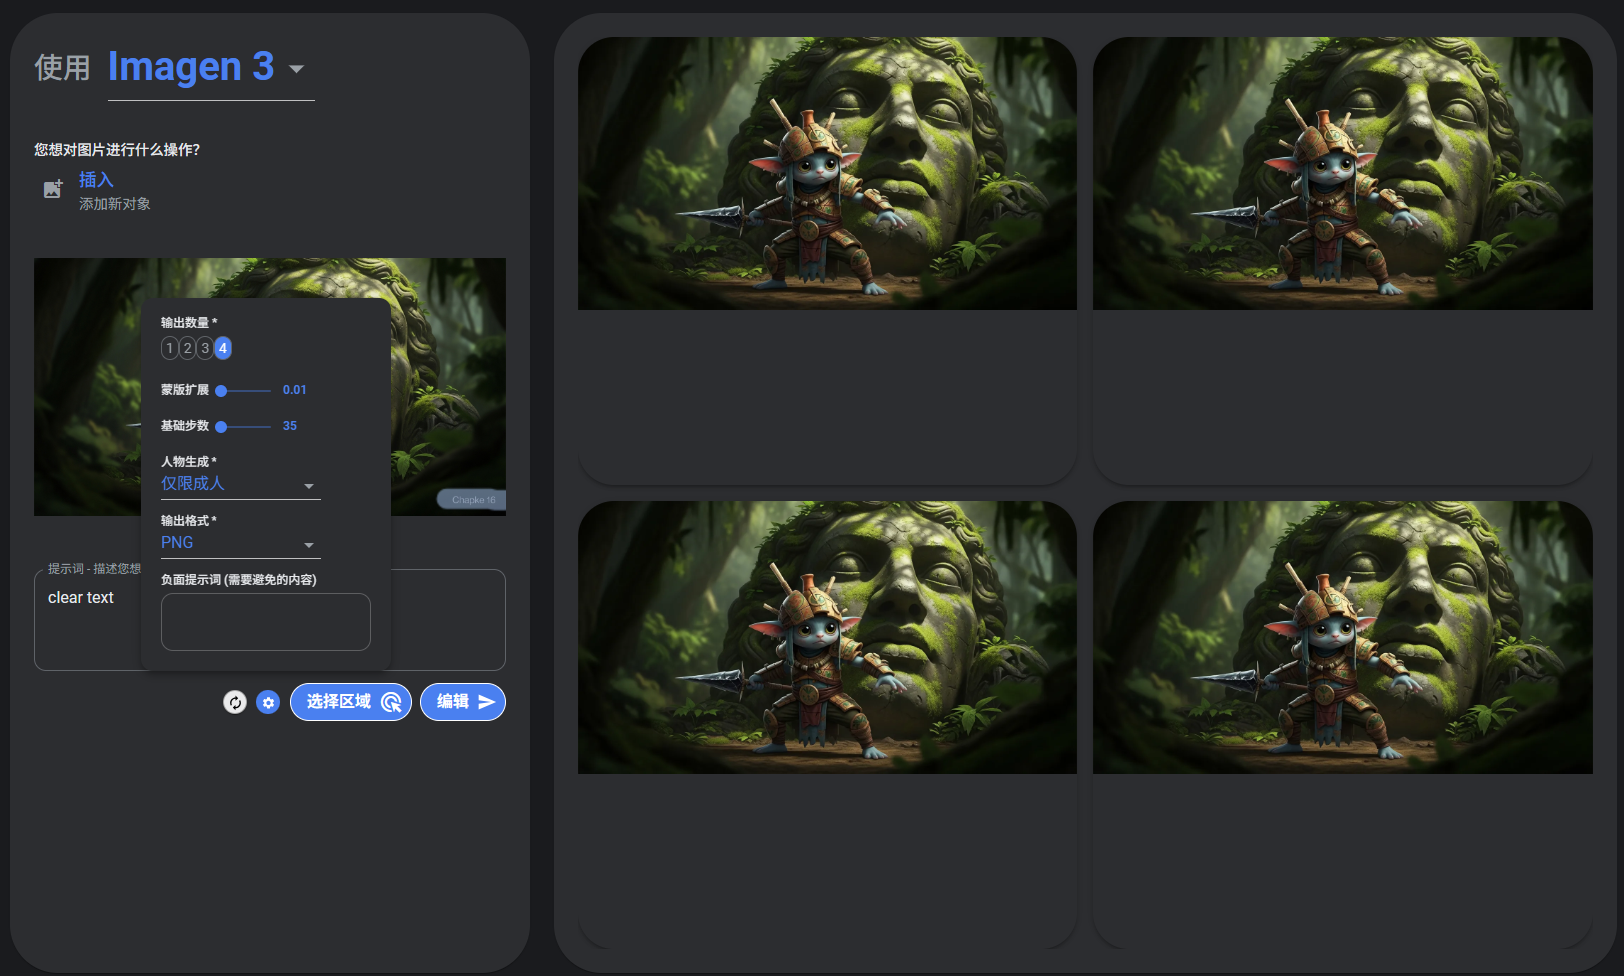 使用 Imagen 3
您想对图片进行什么操作?
插入
添加新对象
输出数量 *
1 2 3 4
蒙版扩展 0.01
基础步数 35
人物生成 *
仅限成人
输出格式 *
PNG
Chapke 16
提示词 - 描述您想
负面提示词 (需要避免的内容)
clear text
选择区域
编辑